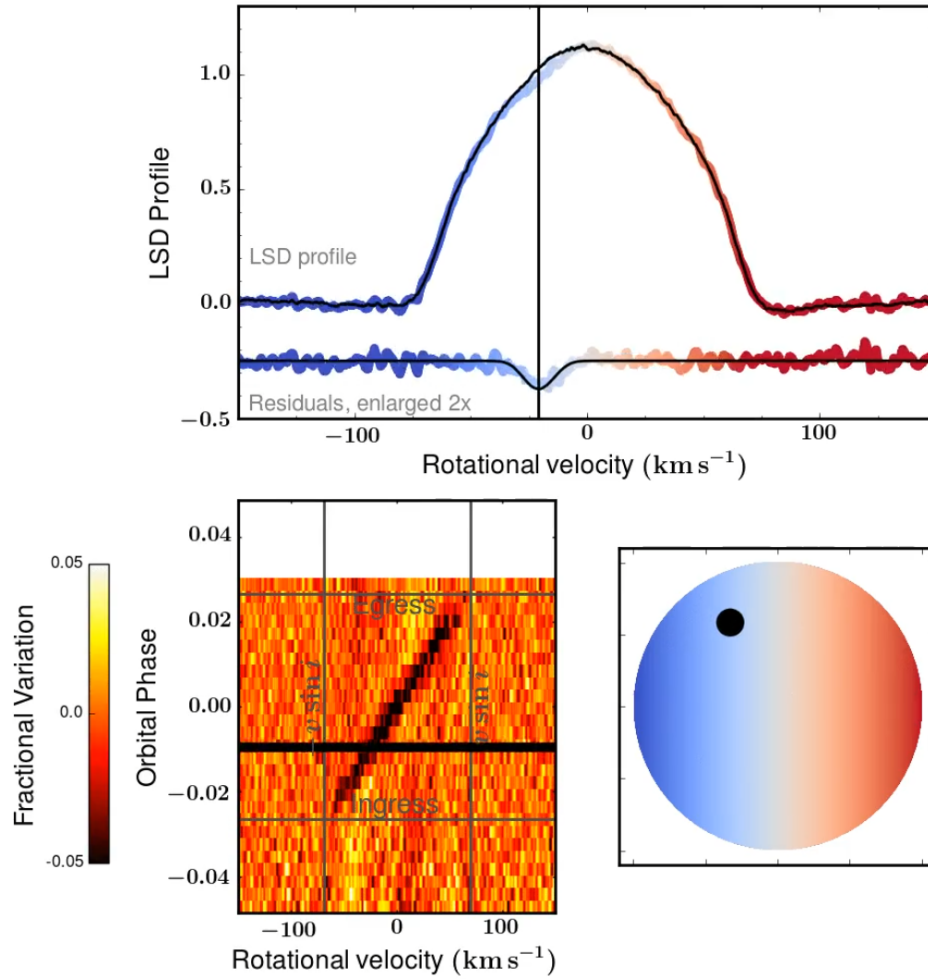 1.0
0.5
0.0
−0.5
LSD Profile
LSD profile
Residuals, enlarged 2x
−100
0
100
Rotational velocity (km s⁻¹)
0.05
0.0
-0.05
Fractional Variation
0.04
0.02
0.00
−0.02
−0.04
Orbital Phase
Egress
v sin i
v sin i
Ingress
−100
0
100
Rotational velocity (km s⁻¹)